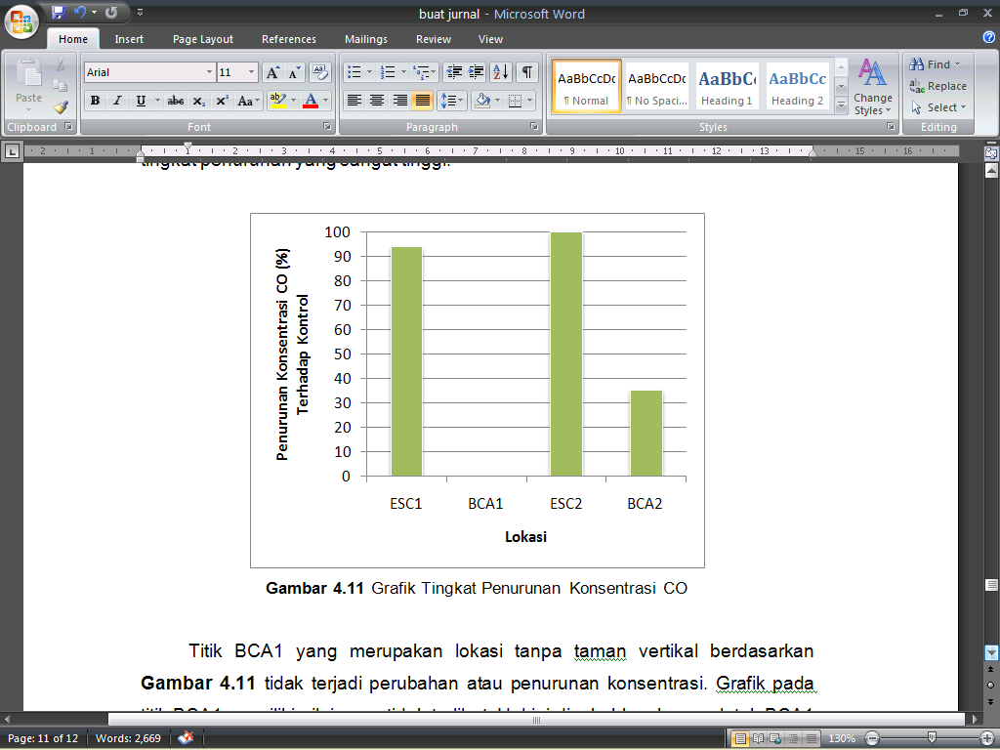 buat jurnal - Microsoft Word
Home Insert Page Layout References Mailings Review View
Paste
Clipboard
Arial 11
B I U abc X₂ X² Aa
Font
Paragraph
AaBbCcDc AaBbCcDc AaBbC AaBbCc
¶ Normal ¶ No Spaci... Heading 1 Heading 2
Change Styles
Styles
Find
Replace
Select
Editing
2 1 1 2 3 4 5 6 7 8 9 10 11 12 13 15 16
tingkat penurunan yang sangat tinggi.
Penurunan Konsentrasi CO (%)
Terhadap Kontrol
100
90
80
70
60
50
40
30
20
10
0
ESC1 BCA1 ESC2 BCA2
Lokasi
Gambar 4.11 Grafik Tingkat Penurunan Konsentrasi CO
Titik BCA1 yang merupakan lokasi tanpa taman vertikal berdasarkan
Gambar 4.11 tidak terjadi perubahan atau penurunan konsentrasi. Grafik pada
Page: 11 of 12 Words: 2,669 130%